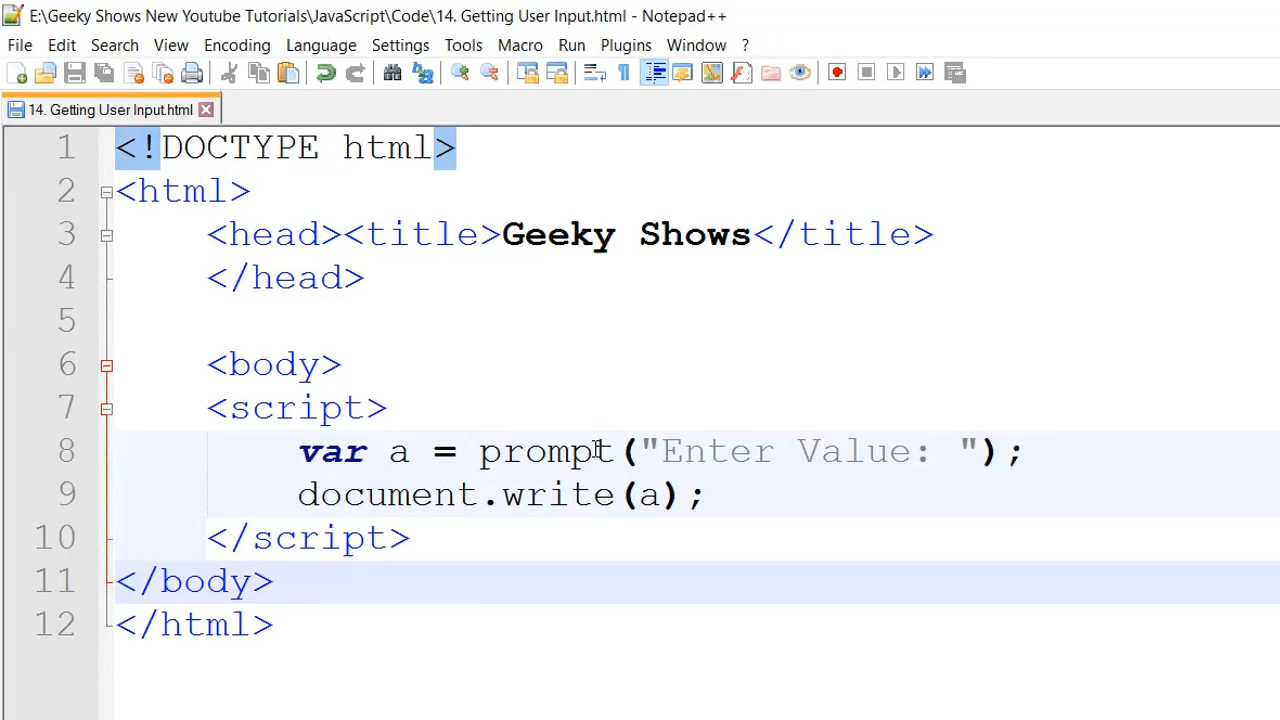 E:\Geeky Shows New Youtube Tutorials\JavaScript\Code\14. Getting User Input.html - Notepad++
File Edit Search View Encoding Language Settings Tools Macro Run Plugins Window ?
14. Getting User Input.html
1 <!DOCTYPE html>
2 <html>
3 <head><title>Geeky Shows</title>
4 </head>
5
6 <body>
7 <script>
8 var a = prompt("Enter Value: ");
9 document.write(a);
10 </script>
11 </body>
12 </html>